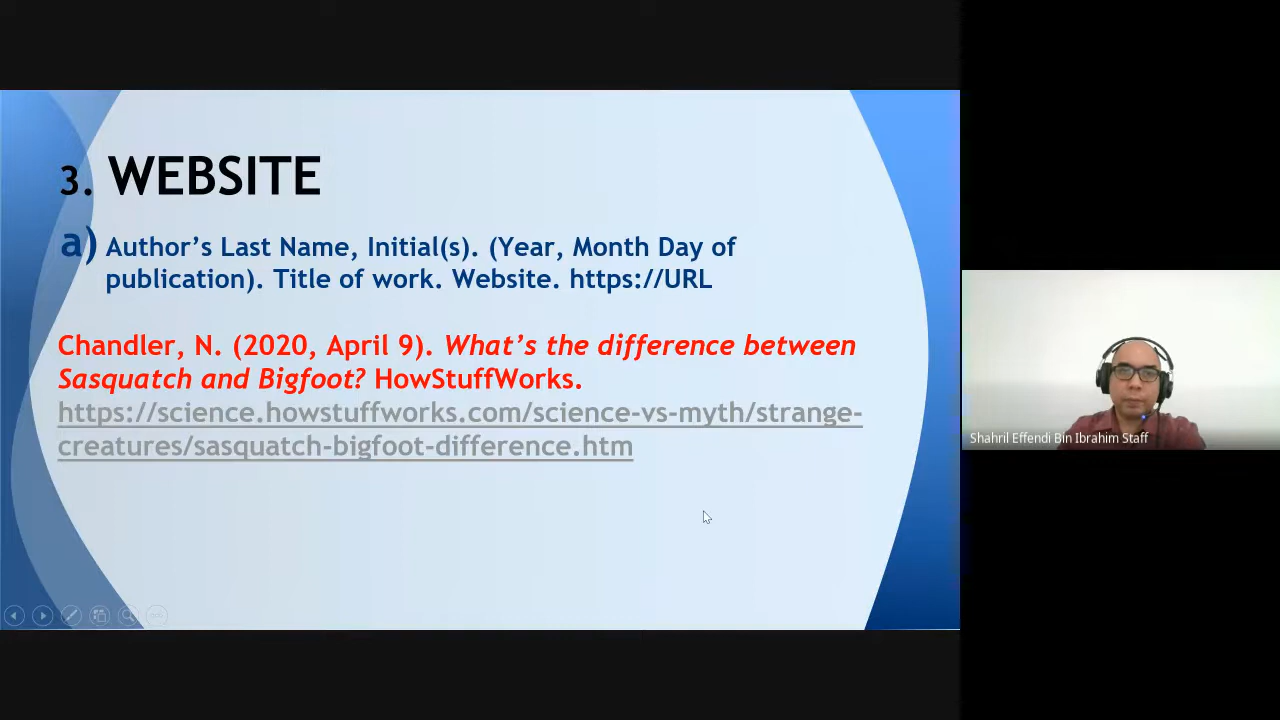 3. WEBSITE
a) Author’s Last Name, Initial(s). (Year, Month Day of
publication). Title of work. Website. https://URL
Chandler, N. (2020, April 9). What’s the difference between
Sasquatch and Bigfoot? HowStuffWorks.
https://science.howstuffworks.com/science-vs-myth/strange-
creatures/sasquatch-bigfoot-difference.htm
Shahril Effendi Bin Ibrahim Staff